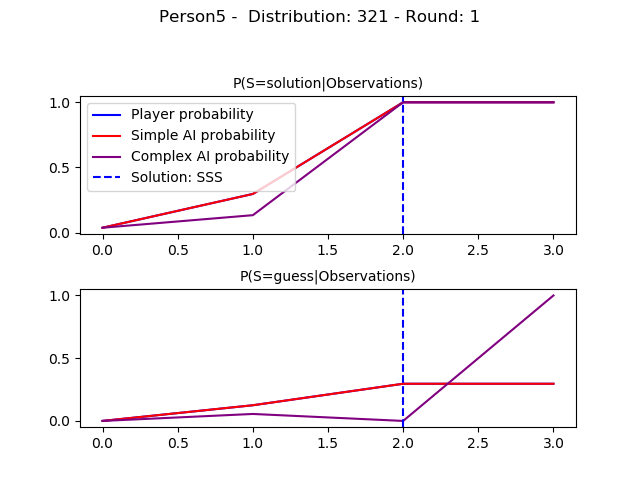 Person5 -  Distribution: 321 - Round: 1
P(S=solution|Observations)
1.0
0.5
0.0
Player probability
Simple AI probability
Complex AI probability
Solution: SSS
0.0 0.5 1.0 1.5 2.0 2.5 3.0
P(S=guess|Observations)
1.0
0.5
0.0
0.0 0.5 1.0 1.5 2.0 2.5 3.0